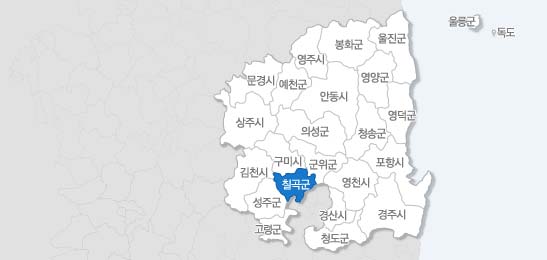 울릉군
독도
울진군
봉화군
영주시
문경시
예천군
영양군
안동시
영덕군
상주시
의성군
청송군
구미시
군위군
포항시
김천시
칠곡군
영천시
성주군
경산시
경주시
고령군
청도군